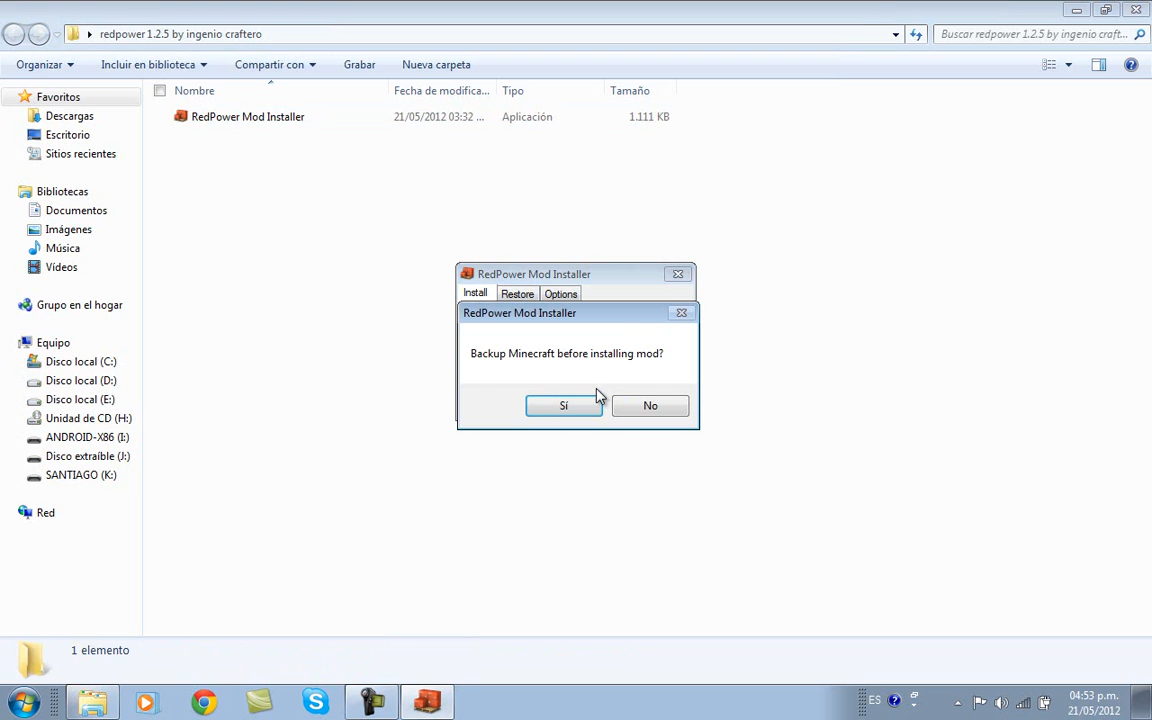 redpower 1.2.5 by ingenio craftero
Buscar redpower 1.2.5 by ingenio craft...
Organizar
Incluir en biblioteca
Compartir con
Grabar
Nueva carpeta
Nombre
Fecha de modifica...
Tipo
Tamaño
RedPower Mod Installer
21/05/2012 03:32 ...
Aplicación
1.111 KB
Favoritos
Descargas
Escritorio
Sitios recientes
Bibliotecas
Documentos
Imágenes
Música
Vídeos
Grupo en el hogar
Equipo
Disco local (C:)
Disco local (D:)
Disco local (E:)
Unidad de CD (H:)
ANDROID-X86 (I:)
Disco extraíble (J:)
SANTIAGO (K:)
Red
RedPower Mod Installer
Install
Restore
Options
RedPower Mod Installer
Backup Minecraft before installing mod?
Sí
No
1 elemento
ES
04:53 p.m.
21/05/2012